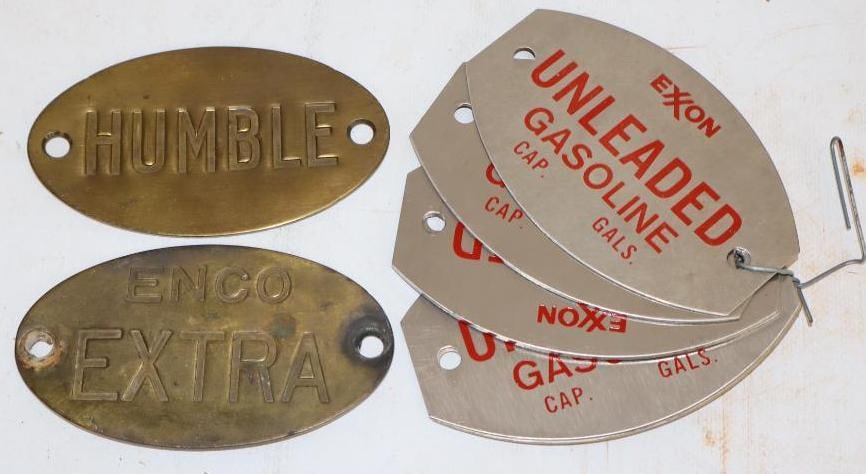 HUMBLE
ENCO
EXTRA
EXXON
UNLEADED
GASOLINE
CAP.
GALS.
CAP.
EXXON
GALS.
CAP.